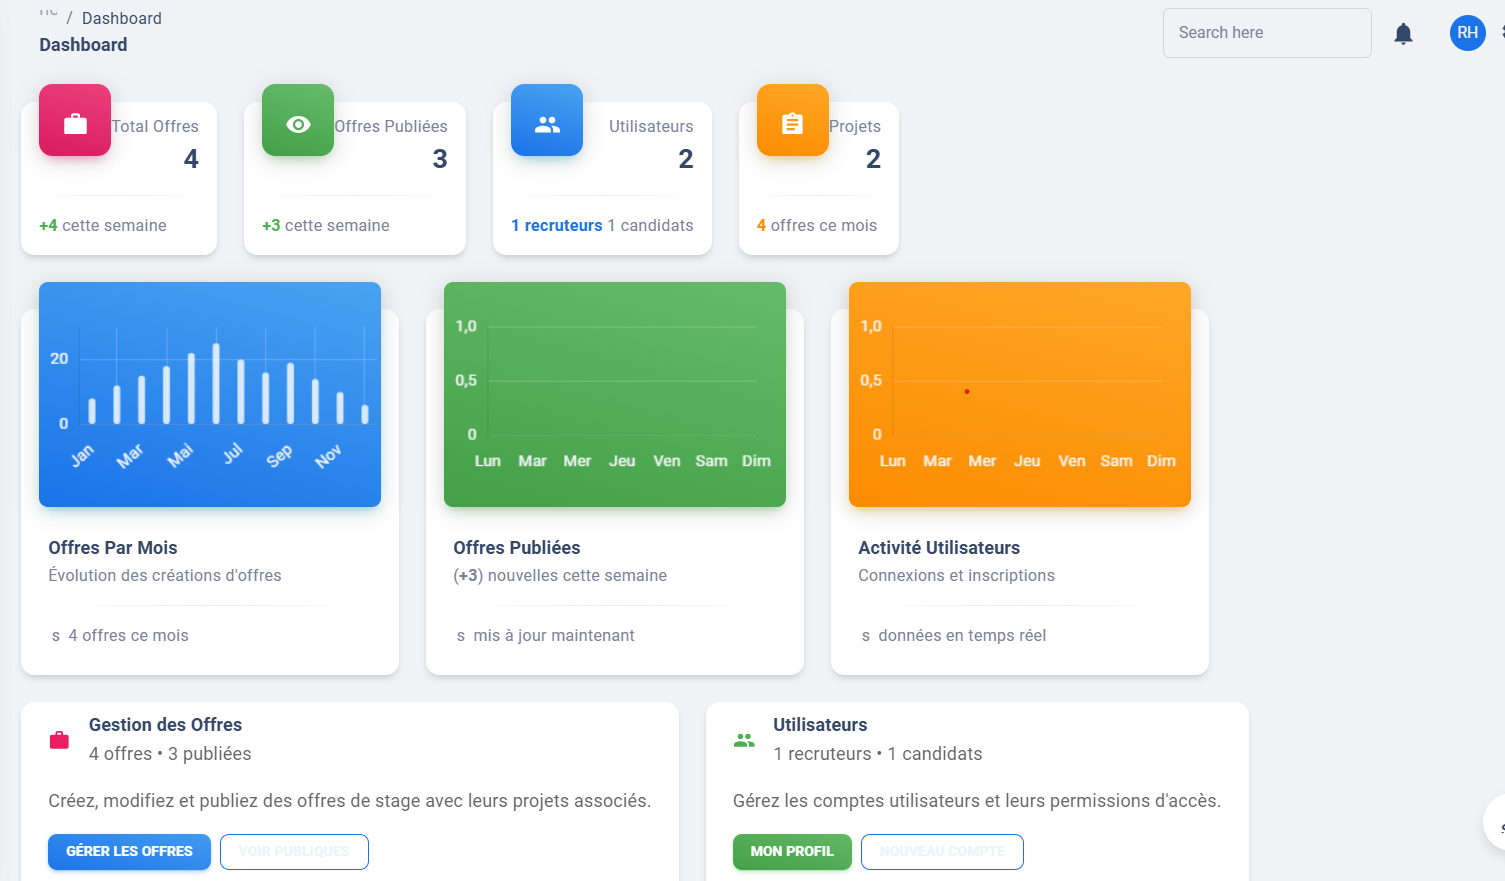 / Dashboard
Dashboard
Search here
RH
Total Offres
4
+4 cette semaine
Offres Publiées
3
+3 cette semaine
Utilisateurs
2
1 recruteurs 1 candidats
Projets
2
4 offres ce mois
20
0
Jan Mar Mai Jul Sep Nov
Offres Par Mois
Évolution des créations d'offres
s 4 offres ce mois
1,0
0,5
0
Lun Mar Mer Jeu Ven Sam Dim
Offres Publiées
(+3) nouvelles cette semaine
s mis à jour maintenant
1,0
0,5
0
Lun Mar Mer Jeu Ven Sam Dim
Activité Utilisateurs
Connexions et inscriptions
s données en temps réel
Gestion des Offres
4 offres • 3 publiées
Créez, modifiez et publiez des offres de stage avec leurs projets associés.
GÉRER LES OFFRES
VOIR PUBLIQUES
Utilisateurs
1 recruteurs • 1 candidats
Gérez les comptes utilisateurs et leurs permissions d'accès.
MON PROFIL
NOUVEAU COMPTE